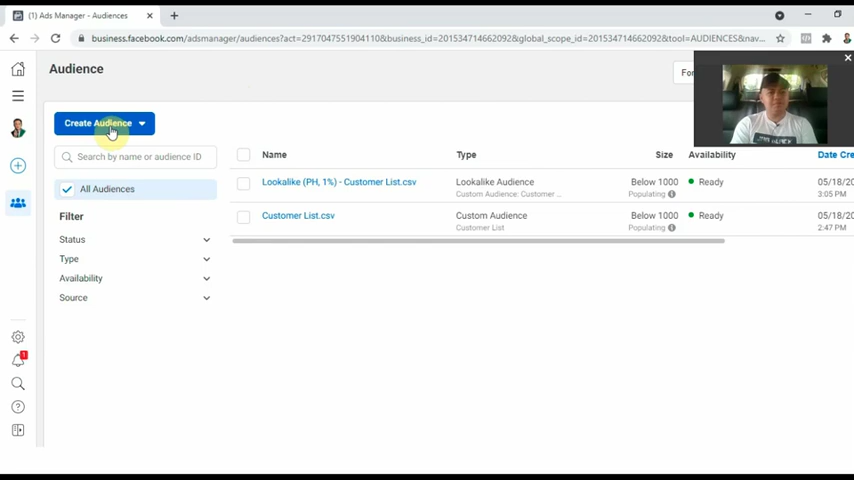 (1) Ads Manager - Audiences
business.facebook.com/adsmanager/audiences?act=2917047551904110&business_id=201534714662092&global_scope_id=201534714662092&tool=AUDIENCES&nav...
Audience
For
Create Audience
Search by name or audience ID
Name Type Size Availability Date Cre
All Audiences
Lookalike (PH, 1%) - Customer List.csv Lookalike Audience Below 1000 Ready 05/18/20
Custom Audience: Customer ... Populating 3:05 PM
Filter
Customer List.csv Custom Audience Below 1000 Ready 05/18/20
Customer List Populating 2:47 PM
Status
Type
Availability
Source
1